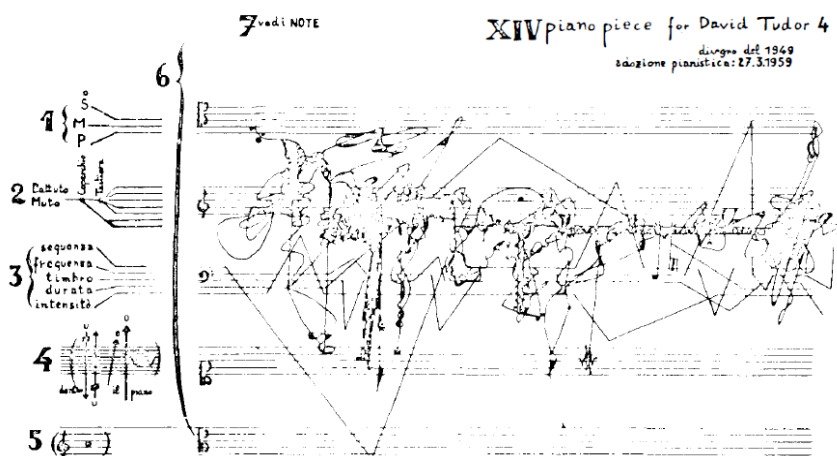 7 vedi NOTE
XIV piano piece for David Tudor 4
disegno del 1949
adozione pianistica: 27.3.1959
6
1 { S
M
P
2 Battuto
Muto
Coperchio
Tastiera
3 { sequenza
frequenza
timbro
durata
intensità
4
dentro il piano
5